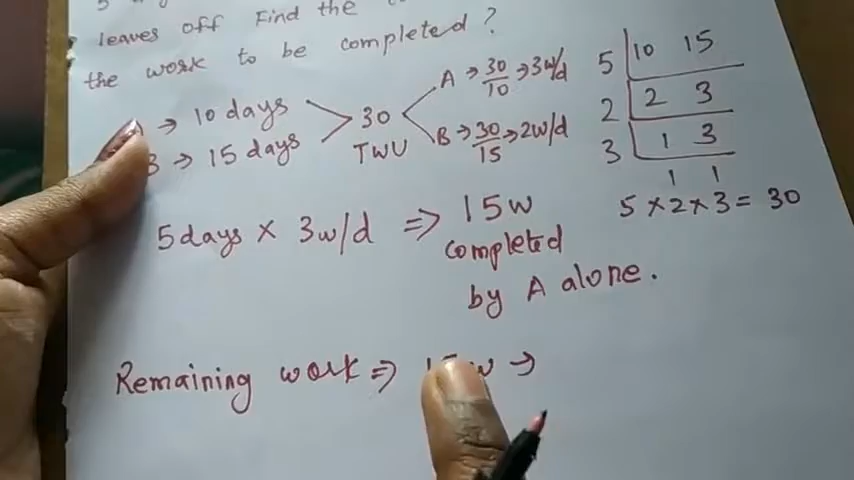 leaves off Find the
the work to be completed?
→ 10 days
→ 15 days
30
TWU
A → 30/10 → 3w/d
B → 30/15 → 2w/d
5 10 15
2 2 3
3 1 3
1 1
5 × 2 × 3 = 30
5days × 3w/d ⇒ 15w
completed
by A alone.
Remaining work ⇒ →